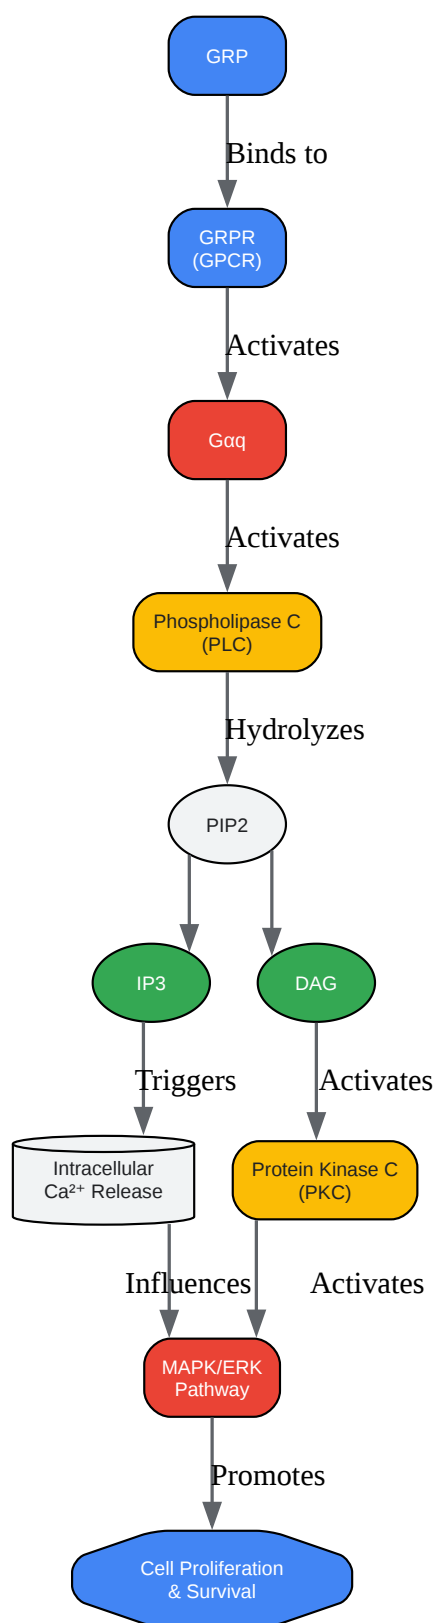 GRP
Binds to
GRPR
(GPCR)
Activates
Gαq
Activates
Phospholipase C
(PLC)
Hydrolyzes
PIP2
IP3
DAG
Triggers
Activates
Intracellular
Ca²⁺ Release
Protein Kinase C
(PKC)
Influences
Activates
MAPK/ERK
Pathway
Promotes
Cell Proliferation
& Survival